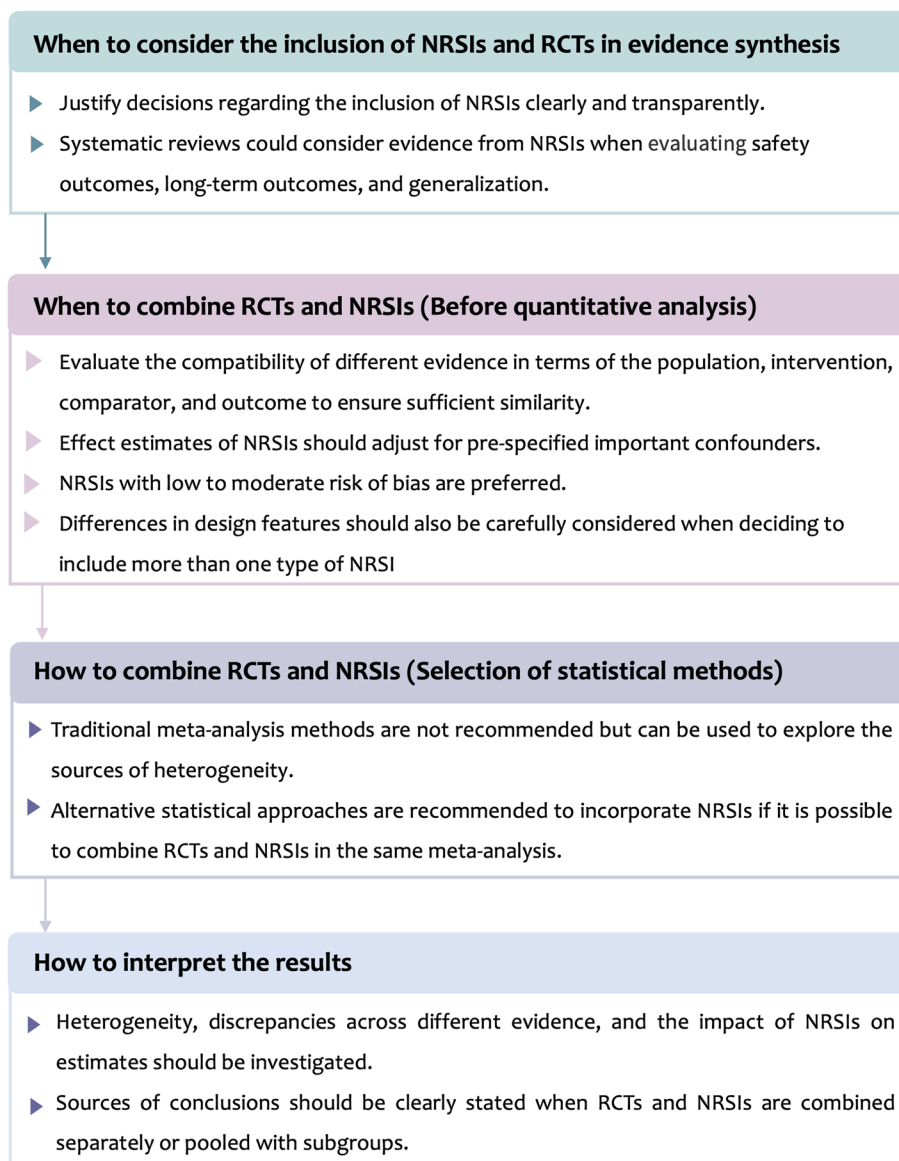 When to consider the inclusion of NRSIs and RCTs in evidence synthesis
Justify decisions regarding the inclusion of NRSIs clearly and transparently.
Systematic reviews could consider evidence from NRSIs when evaluating safety
outcomes, long-term outcomes, and generalization.
When to combine RCTs and NRSIs (Before quantitative analysis)
Evaluate the compatibility of different evidence in terms of the population, intervention,
comparator, and outcome to ensure sufficient similarity.
Effect estimates of NRSIs should adjust for pre-specified important confounders.
NRSIs with low to moderate risk of bias are preferred.
Differences in design features should also be carefully considered when deciding to
include more than one type of NRSI
How to combine RCTs and NRSIs (Selection of statistical methods)
Traditional meta-analysis methods are not recommended but can be used to explore the
sources of heterogeneity.
Alternative statistical approaches are recommended to incorporate NRSIs if it is possible
to combine RCTs and NRSIs in the same meta-analysis.
How to interpret the results
Heterogeneity, discrepancies across different evidence, and the impact of NRSIs on
estimates should be investigated.
Sources of conclusions should be clearly stated when RCTs and NRSIs are combined
separately or pooled with subgroups.